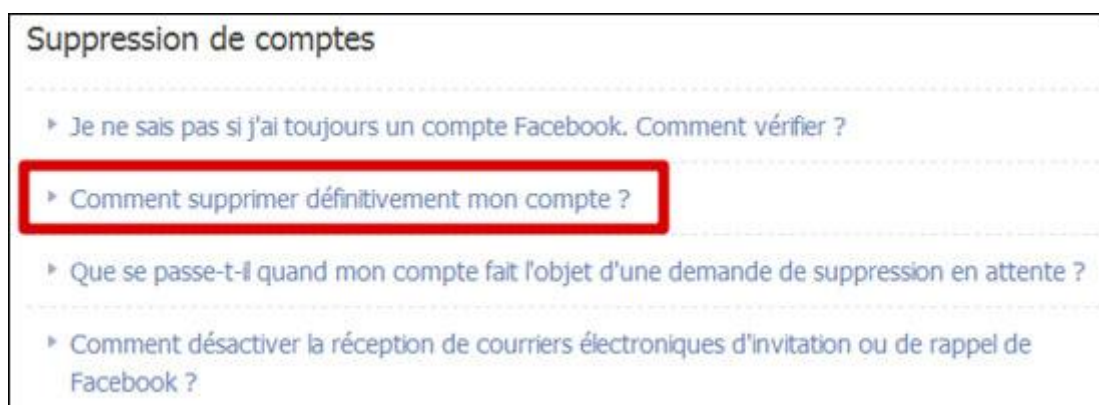 Suppression de comptes
Je ne sais pas si j'ai toujours un compte Facebook. Comment vérifier ?
Comment supprimer définitivement mon compte ?
Que se passe-t-il quand mon compte fait l'objet d'une demande de suppression en attente ?
Comment désactiver la réception de courriers électroniques d'invitation ou de rappel de
Facebook ?